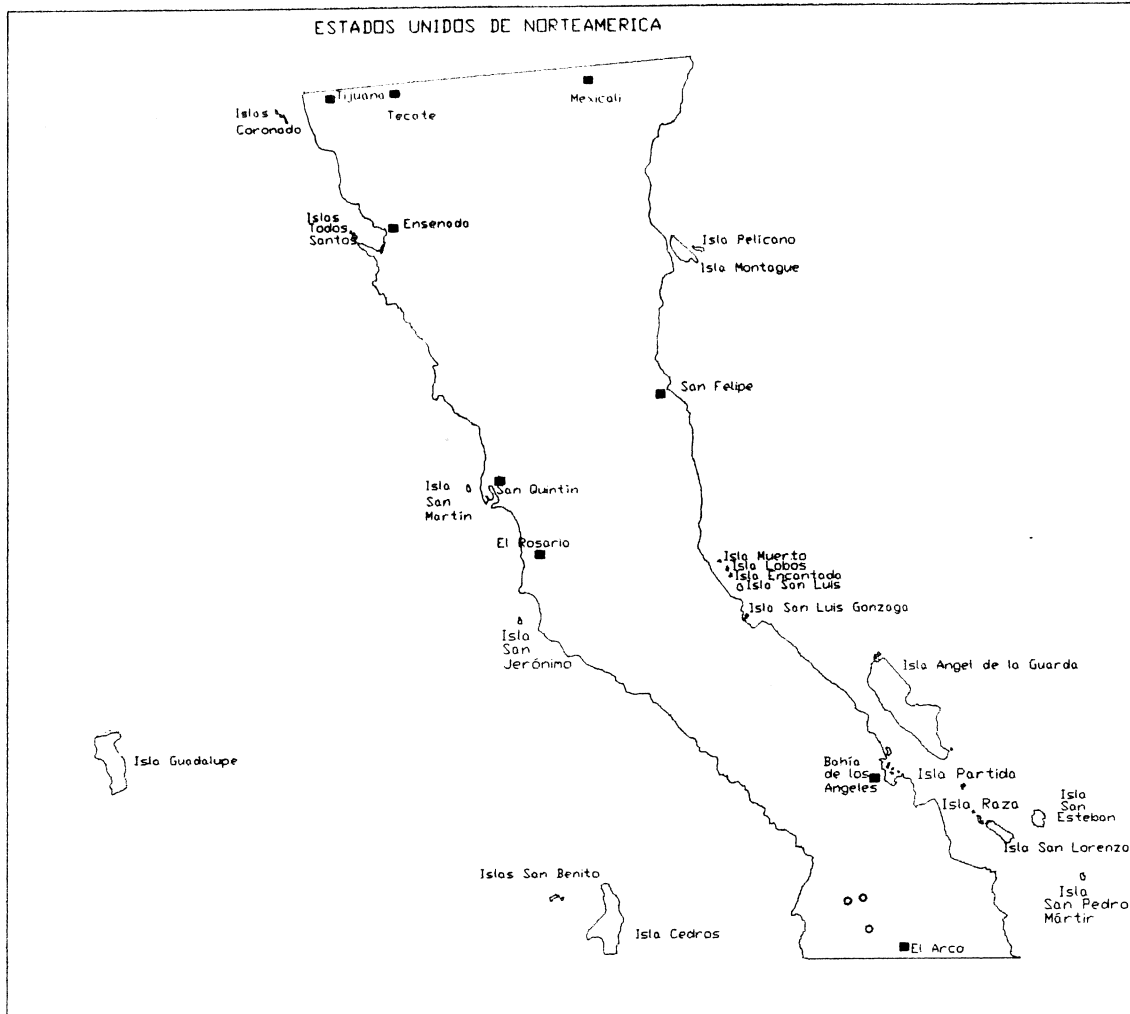 ESTADOS UNIDOS DE NORTEAMERICA
Tijuana
Tecate
Mexicali
Islas
Coronado
Islas
Todos
Santos
Ensenada
Isla Pelícano
Isla Montague
San Felipe
Isla
San
Martín
San Quintín
El Rosario
Isla Muerto
Isla Lobos
Isla Encantada
Isla San Luis
Isla San Luis Gonzaga
Isla
San
Jerónimo
Isla Angel de la Guarda
Isla Guadalupe
Bahía
de los
Angeles
Isla Partida
Isla Raza
Isla
San
Esteban
Isla San Lorenzo
Islas San Benito
Isla Cedros
Isla
San Pedro
Mártir
El Arco